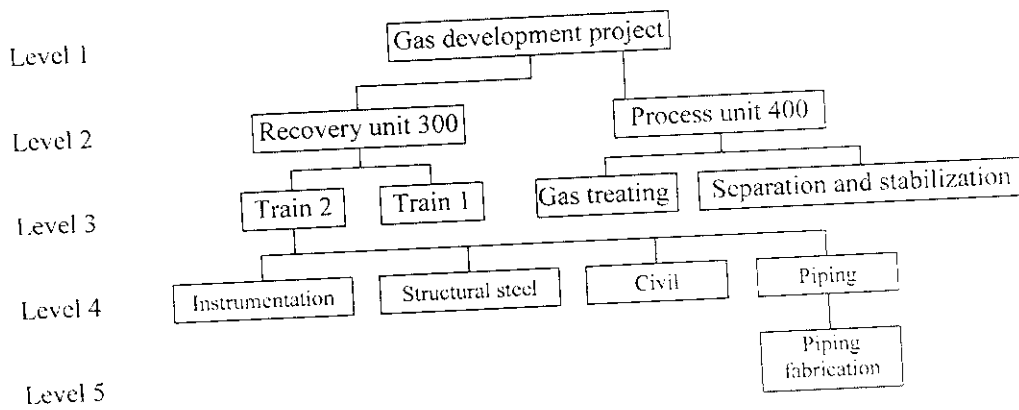 Level 1
Gas development project
Level 2
Recovery unit 300
Process unit 400
Level 3
Train 2
Train 1
Gas treating
Separation and stabilization
Level 4
Instrumentation
Structural steel
Civil
Piping
Level 5
Piping
fabrication